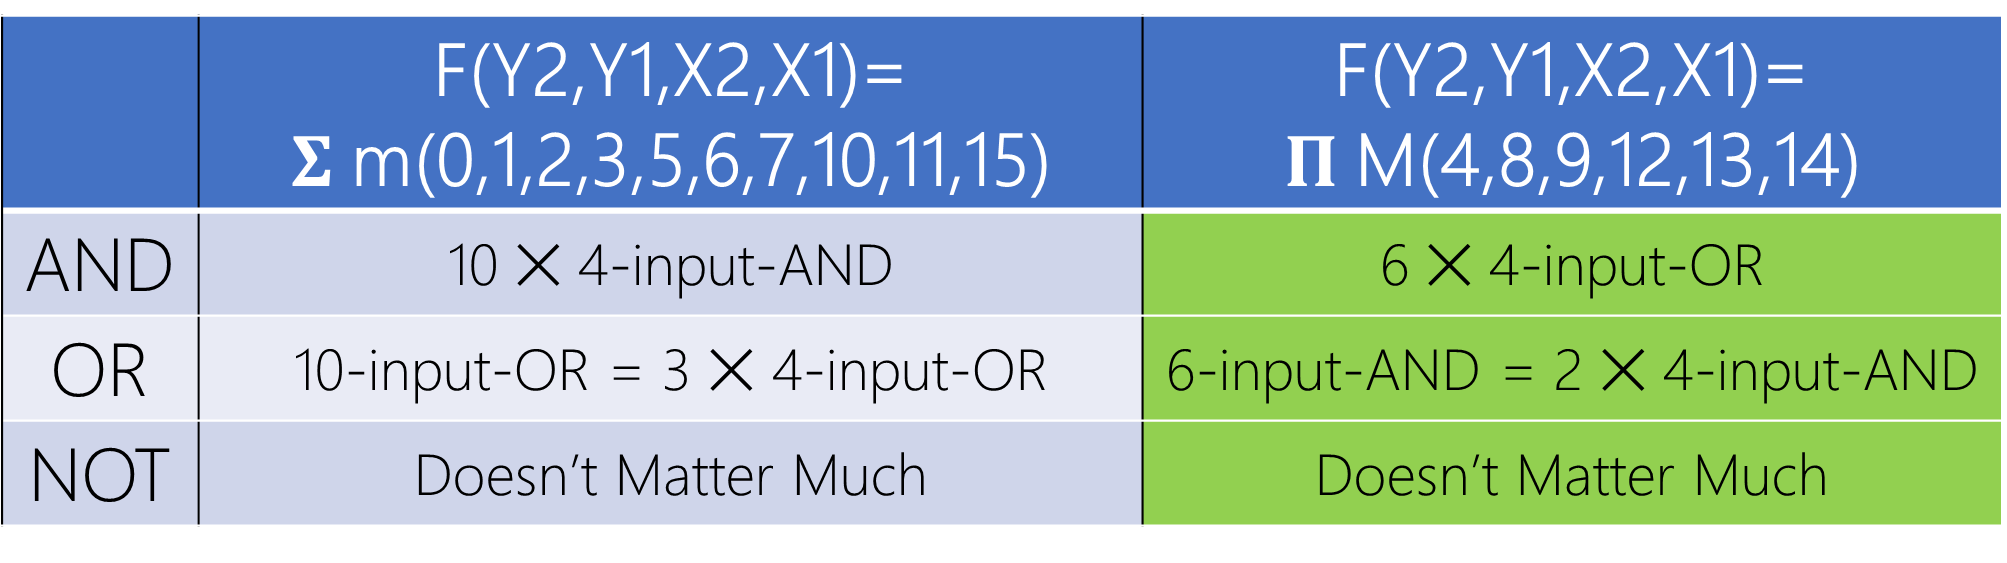 F(Y2,Y1,X2,X1)=
Σ m(0,1,2,3,5,6,7,10,11,15)
F(Y2,Y1,X2,X1)=
Π M(4,8,9,12,13,14)
AND
10 × 4-input-AND
6 × 4-input-OR
OR
10-input-OR = 3 × 4-input-OR
6-input-AND = 2 × 4-input-AND
NOT
Doesn’t Matter Much
Doesn’t Matter Much